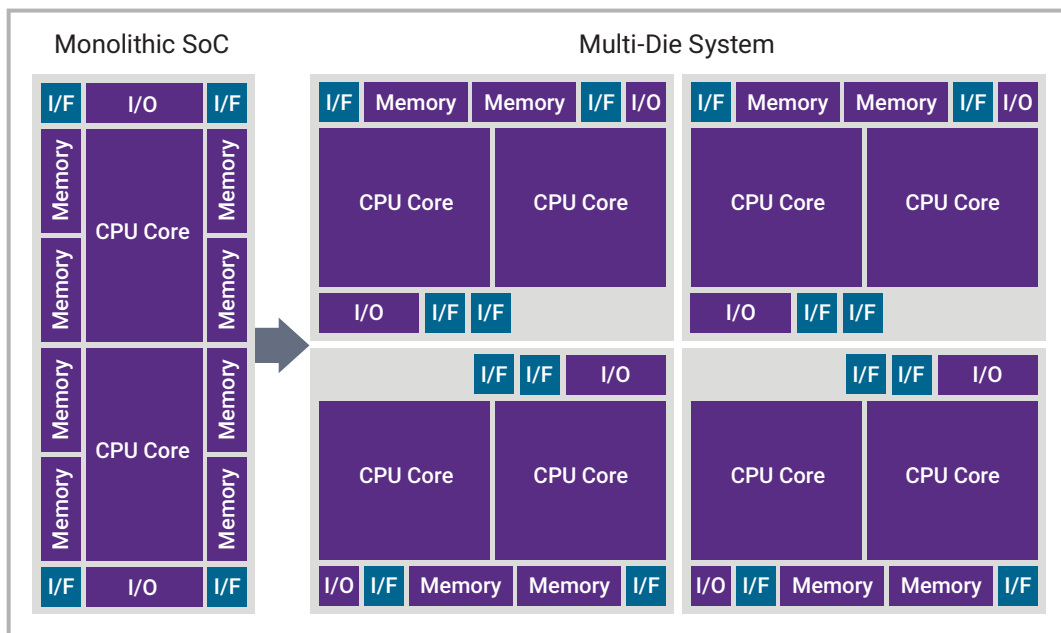 Monolithic SoC
I/F I/O I/F
Memory Memory
CPU Core
Memory Memory
Memory Memory
CPU Core
Memory Memory
I/F I/O I/F
Multi-Die System
I/F Memory Memory I/F I/O
CPU Core CPU Core
I/O I/F I/F
I/F Memory Memory I/F I/O
CPU Core CPU Core
I/O I/F I/F
I/F I/F I/O
CPU Core CPU Core
I/O I/F Memory Memory I/F
I/F I/F I/O
CPU Core CPU Core
I/O I/F Memory Memory I/F